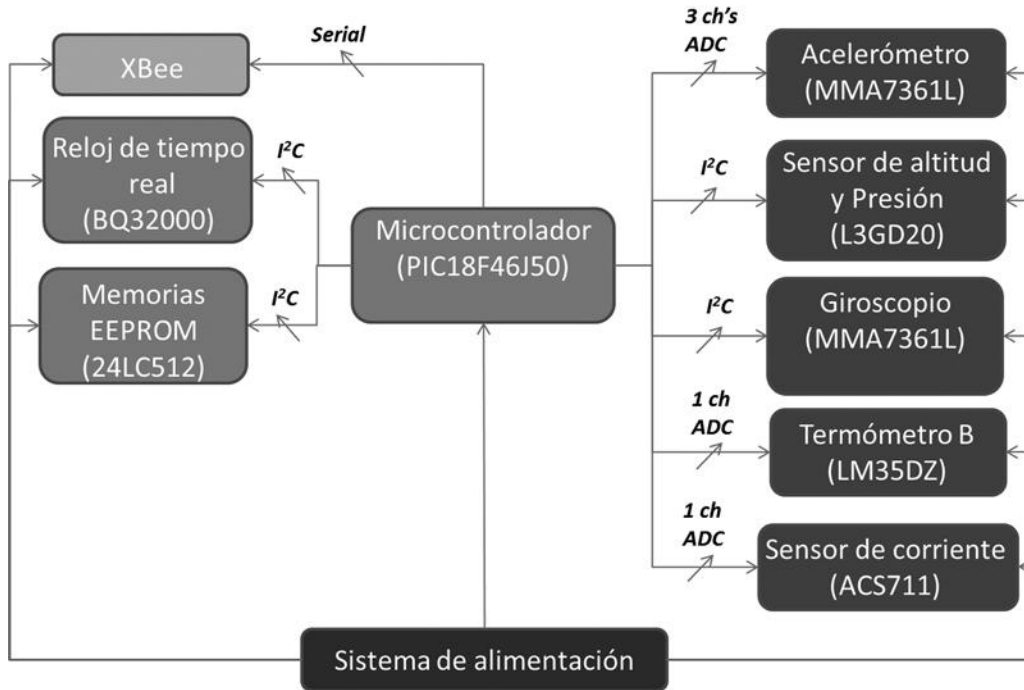 XBee
Serial
Reloj de tiempo
real
(BQ32000)
I²C
Memorias
EEPROM
(24LC512)
I²C
Microcontrolador
(PIC18F46J50)
3 ch's
ADC
Acelerómetro
(MMA7361L)
I²C
Sensor de altitud
y Presión
(L3GD20)
I²C
Giroscopio
(MMA7361L)
1 ch
ADC
Termómetro B
(LM35DZ)
1 ch
ADC
Sensor de corriente
(ACS711)
Sistema de alimentación